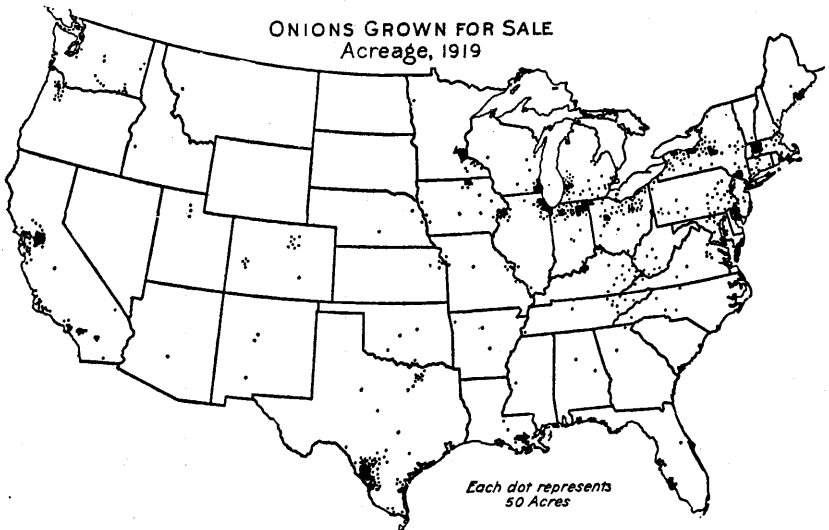 ONIONS GROWN FOR SALE
Acreage, 1919
Each dot represents
50 Acres